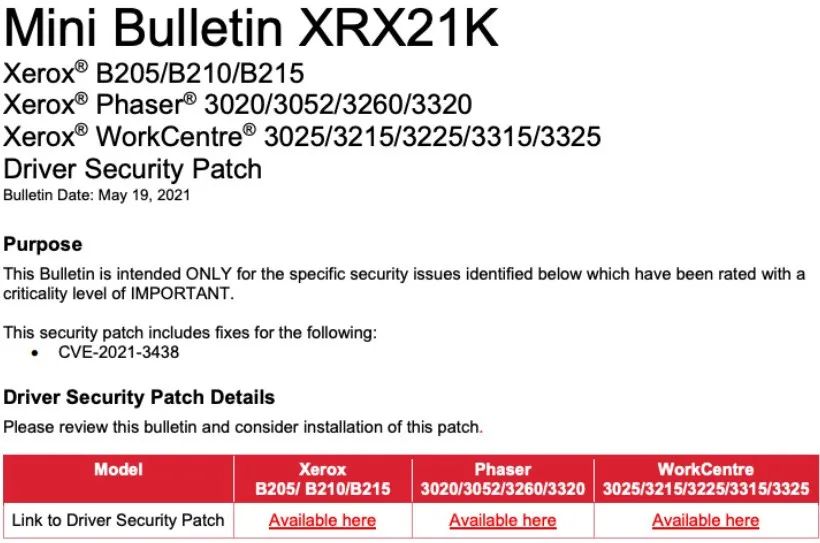 Mini Bulletin XRX21K
Xerox® B205/B210/B215
Xerox® Phaser® 3020/3052/3260/3320
Xerox® WorkCentre® 3025/3215/3225/3315/3325
Driver Security Patch
Bulletin Date: May 19, 2021
Purpose
This Bulletin is intended ONLY for the specific security issues identified below which have been rated with a
criticality level of IMPORTANT.
This security patch includes fixes for the following:
• CVE-2021-3438
Driver Security Patch Details
Please review this bulletin and consider installation of this patch.
Model Xerox Phaser WorkCentre
B205/ B210/B215 3020/3052/3260/3320 3025/3215/3225/3315/3325
Link to Driver Security Patch Available here Available here Available here